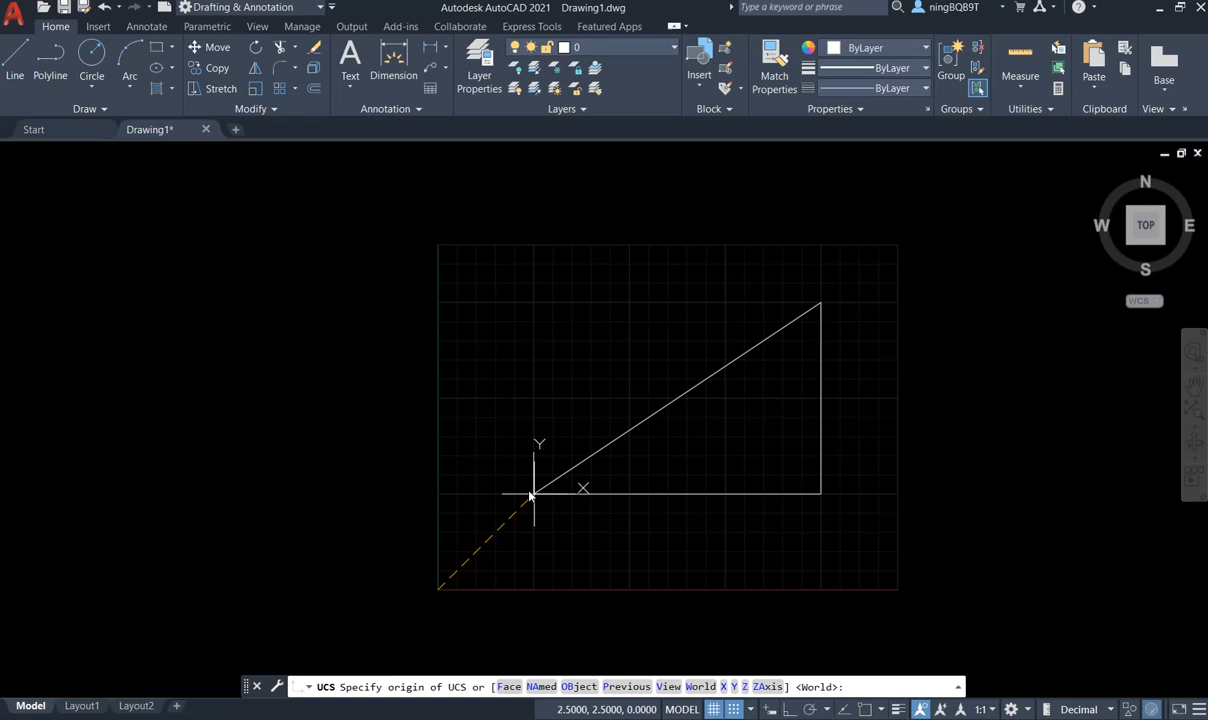 A Drafting & Annotation Autodesk AutoCAD 2021 Drawing1.dwg Type a keyword or phrase ningBQB9T ?
Home Insert Annotate Parametric View Manage Output Add-ins Collaborate Express Tools Featured Apps
Line Polyline Circle Arc Move Copy Stretch A Text Dimension Layer Properties 0 Insert Match Properties ByLayer ByLayer ByLayer Group Measure Paste Base
Draw Modify Annotation Layers Block Properties Groups Utilities Clipboard View
Start Drawing1*
N
W TOP E
S
WCS
Y
X
UCS Specify origin of UCS or [Face NAmed OBject Previous View World X Y Z ZAxis] <World>:
Model Layout1 Layout2 2.5000, 2.5000, 0.0000 MODEL 1:1 Decimal